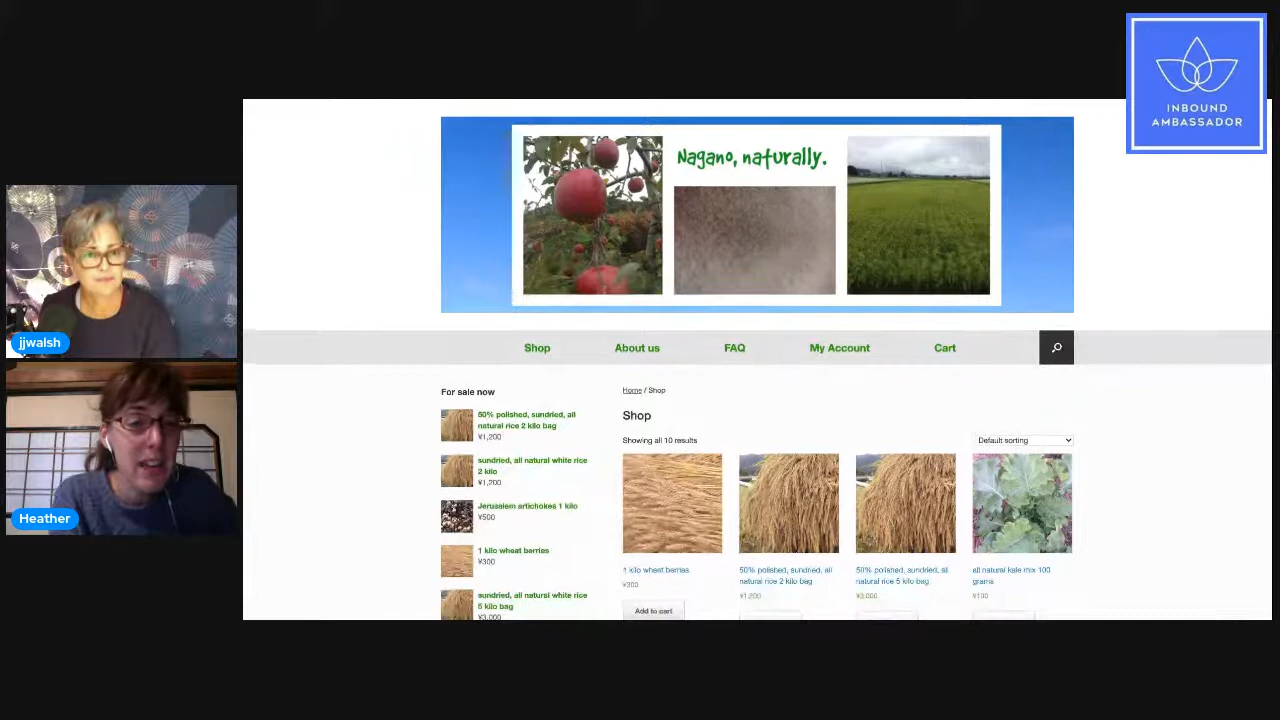 INBOUND
AMBASSADOR
Nagano, naturally.
Shop
About us
FAQ
My Account
Cart
jjwalsh
Heather
For sale now
50% polished, sundried, all
natural rice 2 kilo bag
¥1,200
sundried, all natural white rice
2 kilo
¥1,200
Jerusalem artichokes 1 kilo
¥500
1 kilo wheat berries
¥300
sundried, all natural white rice
5 kilo bag
¥3,000
Home / Shop
Shop
Showing all 10 results
Default sorting
1 kilo wheat berries
¥300
Add to cart
50% polished, sundried, all
natural rice 2 kilo bag
¥1,200
50% polished, sundried, all
natural rice 5 kilo bag
¥3,000
all natural kale mix 100
grams
¥100